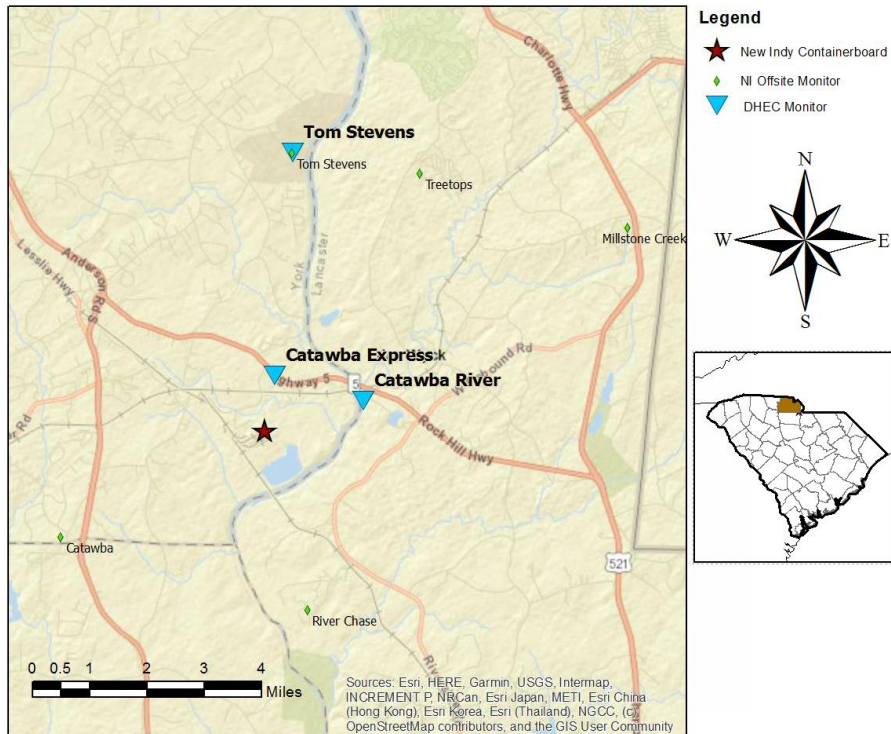 Legend
New Indy Containerboard
NI Offsite Monitor
DHEC Monitor
N
W
E
S
Charlotte Hwy
Tom Stevens
Tom Stevens
Treetops
Millstone Creek
Lesslie Hwy
Anderson Rd S
York
Lancaster
Catawba Express
Catawba River
5
Rock Hill Hwy
521
Catawba
River Chase
0 0.5 1 2 3 4
Miles
Sources: Esri, HERE, Garmin, USGS, Intermap,
INCREMENT P, NRCan, Esri Japan, METI, Esri China
(Hong Kong), Esri Korea, Esri (Thailand), NGCC, (c)
OpenStreetMap contributors, and the GIS User Community